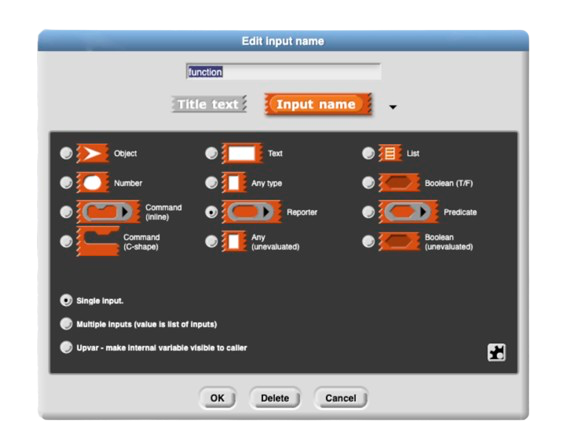 Edit input name
function
Title text Input name
Object Text List
Number Any type Boolean (T/F)
Command
(inline)
Reporter Predicate
Command
(C-shape)
Any
(unevaluated)
Boolean
(unevaluated)
Single input.
Multiple inputs (value is list of inputs)
Upvar - make internal variable visible to caller
OK Delete Cancel